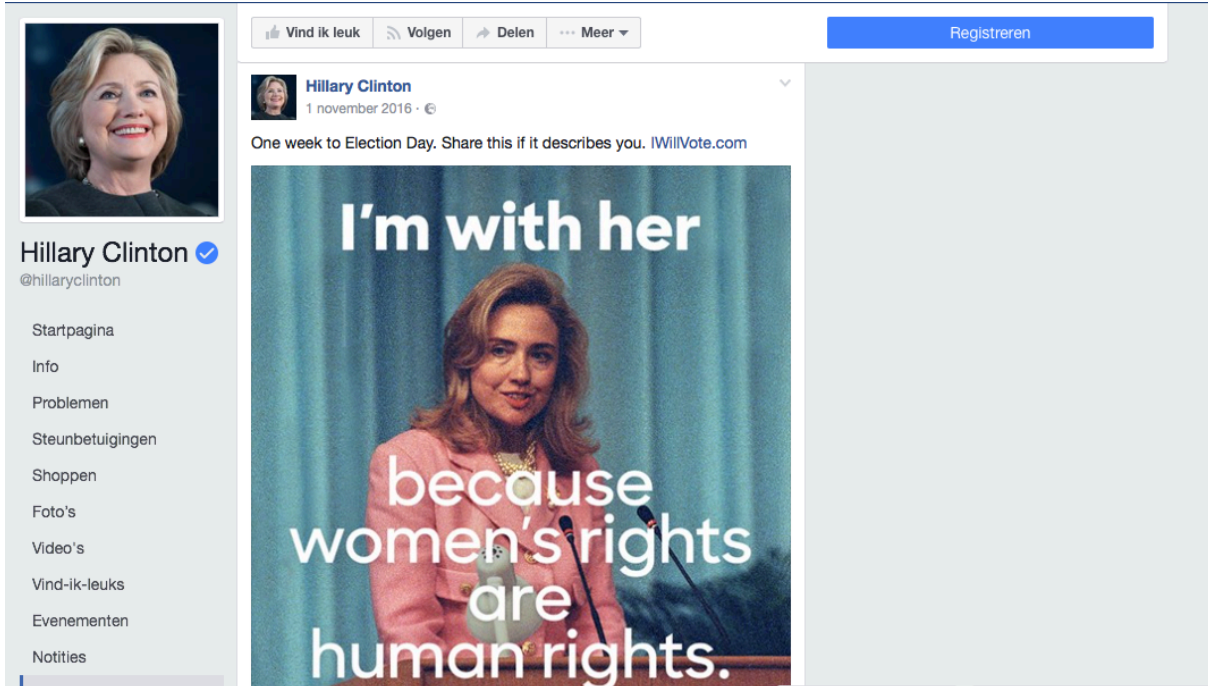 Vind ik leuk Volgen Delen ... Meer
Registreren
Hillary Clinton
@hillaryclinton
Startpagina
Info
Problemen
Steunbetuigingen
Shoppen
Foto's
Video's
Vind-ik-leuks
Evenementen
Notities
Hillary Clinton
1 november 2016 ·
One week to Election Day. Share this if it describes you. IWillVote.com
I'm with her
because
women's rights
are
human rights.